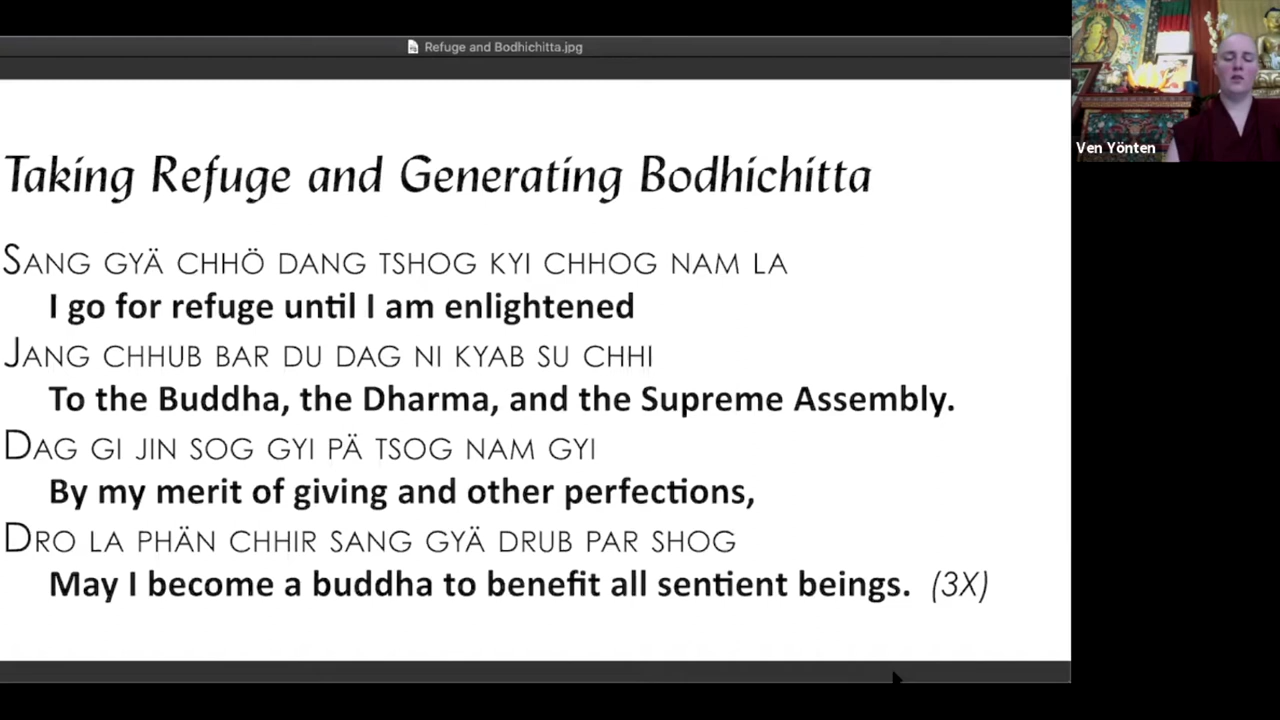 Refuge and Bodhichitta.jpg
Ven Yönten
Taking Refuge and Generating Bodhichitta
SANG GYÄ CHHÖ DANG TSHOG KYI CHHOG NAM LA
I go for refuge until I am enlightened
JANG CHHUB BAR DU DAG NI KYAB SU CHHI
To the Buddha, the Dharma, and the Supreme Assembly.
DAG GI JIN SOG GYI PÄ TSOG NAM GYI
By my merit of giving and other perfections,
DRO LA PHÄN CHHIR SANG GYÄ DRUB PAR SHOG
May I become a buddha to benefit all sentient beings. (3X)